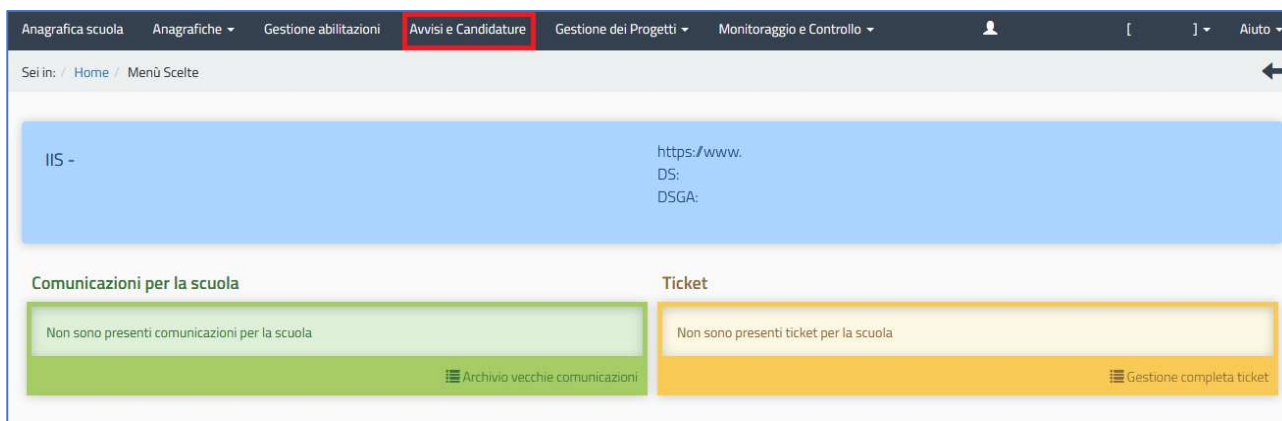 Anagrafica scuola Anagrafiche Gestione abilitazioni Avvisi e Candidature Gestione dei Progetti Monitoraggio e Controllo [ ] Aiuto
Sei in: / Home / Menù Scelte
IIS -
https://www.
DS:
DSGA:
Comunicazioni per la scuola
Non sono presenti comunicazioni per la scuola
Archivio vecchie comunicazioni
Ticket
Non sono presenti ticket per la scuola
Gestione completa ticket